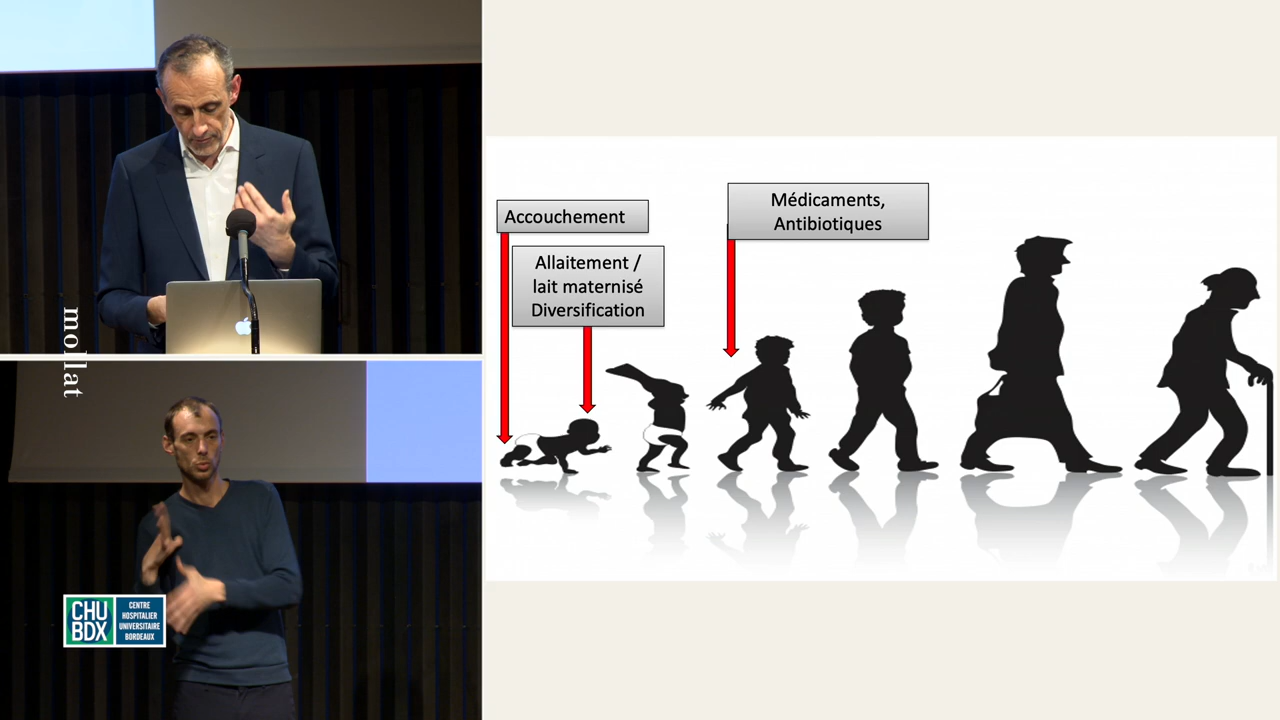 mollat
CHU
BDX
CENTRE
HOSPITALIER
UNIVERSITAIRE
BORDEAUX
Accouchement
Allaitement /
lait maternisé
Diversification
Médicaments,
Antibiotiques